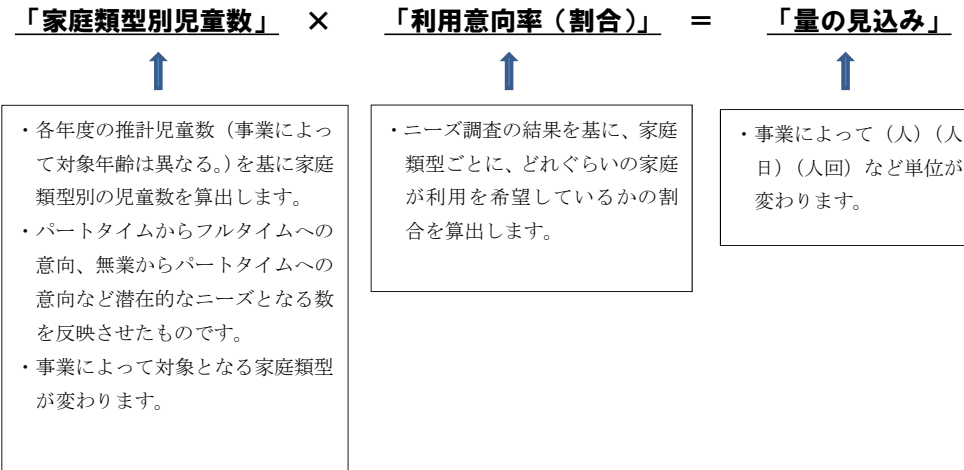 「家庭類型別児童数」 × 「利用意向率（割合）」 ＝ 「量の見込み」
・各年度の推計児童数（事業によっ
て対象年齢は異なる。）を基に家庭
類型別の児童数を算出します。
・パートタイムからフルタイムへの
意向、無業からパートタイムへの
意向など潜在的なニーズとなる数
を反映させたものです。
・事業によって対象となる家庭類型
が変わります。
・ニーズ調査の結果を基に、家庭
類型ごとに、どれぐらいの家庭
が利用を希望しているかの割
合を算出します。
・事業によって（人）（人
日）（人回）など単位が
変わります。